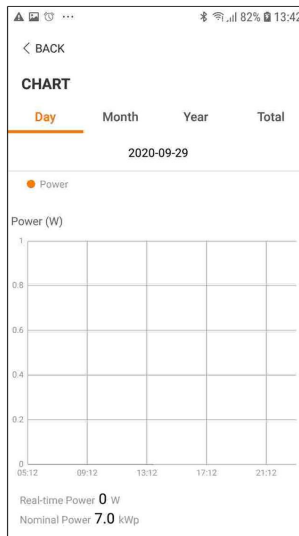 82% 13:42
< BACK
CHART
Day Month Year Total
2020-09-29
Power
Power (W)
1
0.8
0.6
0.4
0.2
0
05:12 09:12 13:12 17:12 21:12
Real-time Power 0 W
Nominal Power 7.0 kWp